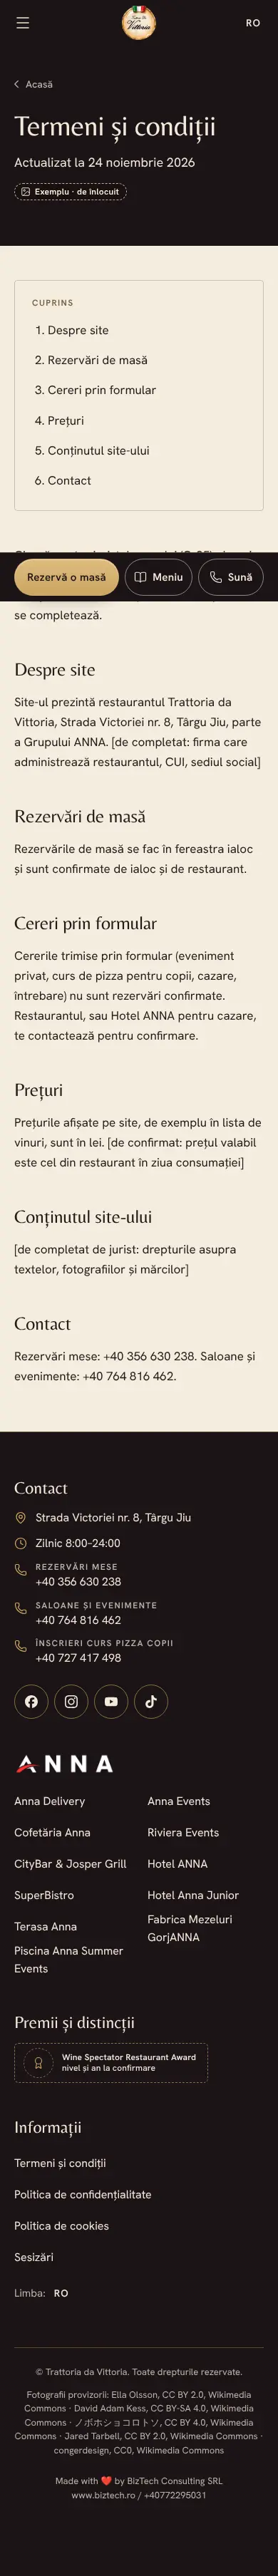 Vittoria
RO
Acasă
Termeni și condiții
Actualizat la 24 noiembrie 2026
Exemplu · de înlocuit
CUPRINS
1. Despre site
2. Rezervări de masă
3. Cereri prin formular
4. Prețuri
5. Conținutul site-ului
6. Contact
Rezervă o masă
Meniu
Sună
se completează.
Despre site
Site-ul prezintă restaurantul Trattoria da
Vittoria, Strada Victoriei nr. 8, Târgu Jiu, parte
a Grupului ANNA. [de completat: firma care
administrează restaurantul, CUI, sediul social]
Rezervări de masă
Rezervările de masă se fac în fereastra ialoc
și sunt confirmate de ialoc și de restaurant.
Cereri prin formular
Cererile trimise prin formular (eveniment
privat, curs de pizza pentru copii, cazare,
întrebare) nu sunt rezervări confirmate.
Restaurantul, sau Hotel ANNA pentru cazare,
te contactează pentru confirmare.
Prețuri
Prețurile afișate pe site, de exemplu în lista de
vinuri, sunt în lei. [de confirmat: prețul valabil
este cel din restaurant în ziua consumației]
Conținutul site-ului
[de completat de jurist: drepturile asupra
textelor, fotografiilor și mărcilor]
Contact
Rezervări mese: +40 356 630 238. Saloane și
evenimente: +40 764 816 462.
Contact
Strada Victoriei nr. 8, Târgu Jiu
Zilnic 8:00–24:00
REZERVĂRI MESE
+40 356 630 238
SALOANE ȘI EVENIMENTE
+40 764 816 462
ÎNSCRIERI CURS PIZZA COPII
+40 727 417 498
ANNA
Anna Delivery
Anna Events
Cofetăria Anna
Riviera Events
CityBar & Josper Grill
Hotel ANNA
SuperBistro
Hotel Anna Junior
Terasa Anna
Fabrica Mezeluri
GorjANNA
Piscina Anna Summer
Events
Premii și distincții
Wine Spectator Restaurant Award
nivel și an la confirmare
Informații
Termeni și condiții
Politica de confidențialitate
Politica de cookies
Sesizări
Limba: RO
© Trattoria da Vittoria. Toate drepturile rezervate.
Fotografii provizorii: Ella Olsson, CC BY 2.0, Wikimedia
Commons · David Adam Kess, CC BY-SA 4.0, Wikimedia
Commons · ノボホショコロトソ, CC BY 4.0, Wikimedia
Commons · Jared Tarbell, CC BY 2.0, Wikimedia Commons ·
congerdesign, CC0, Wikimedia Commons
Made with ❤️ by BizTech Consulting SRL
www.biztech.ro / +40772295031